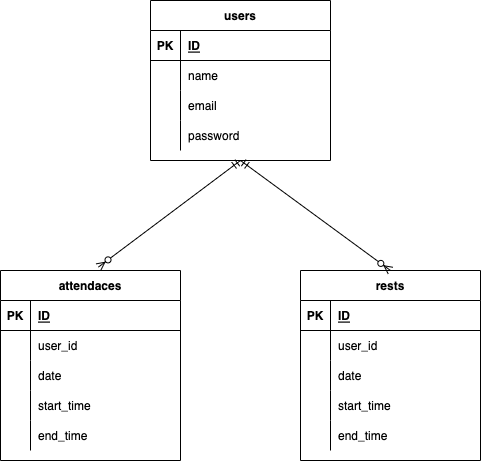 users
PK ID
name
email
password
attendaces
PK ID
user_id
date
start_time
end_time
rests
PK ID
user_id
date
start_time
end_time